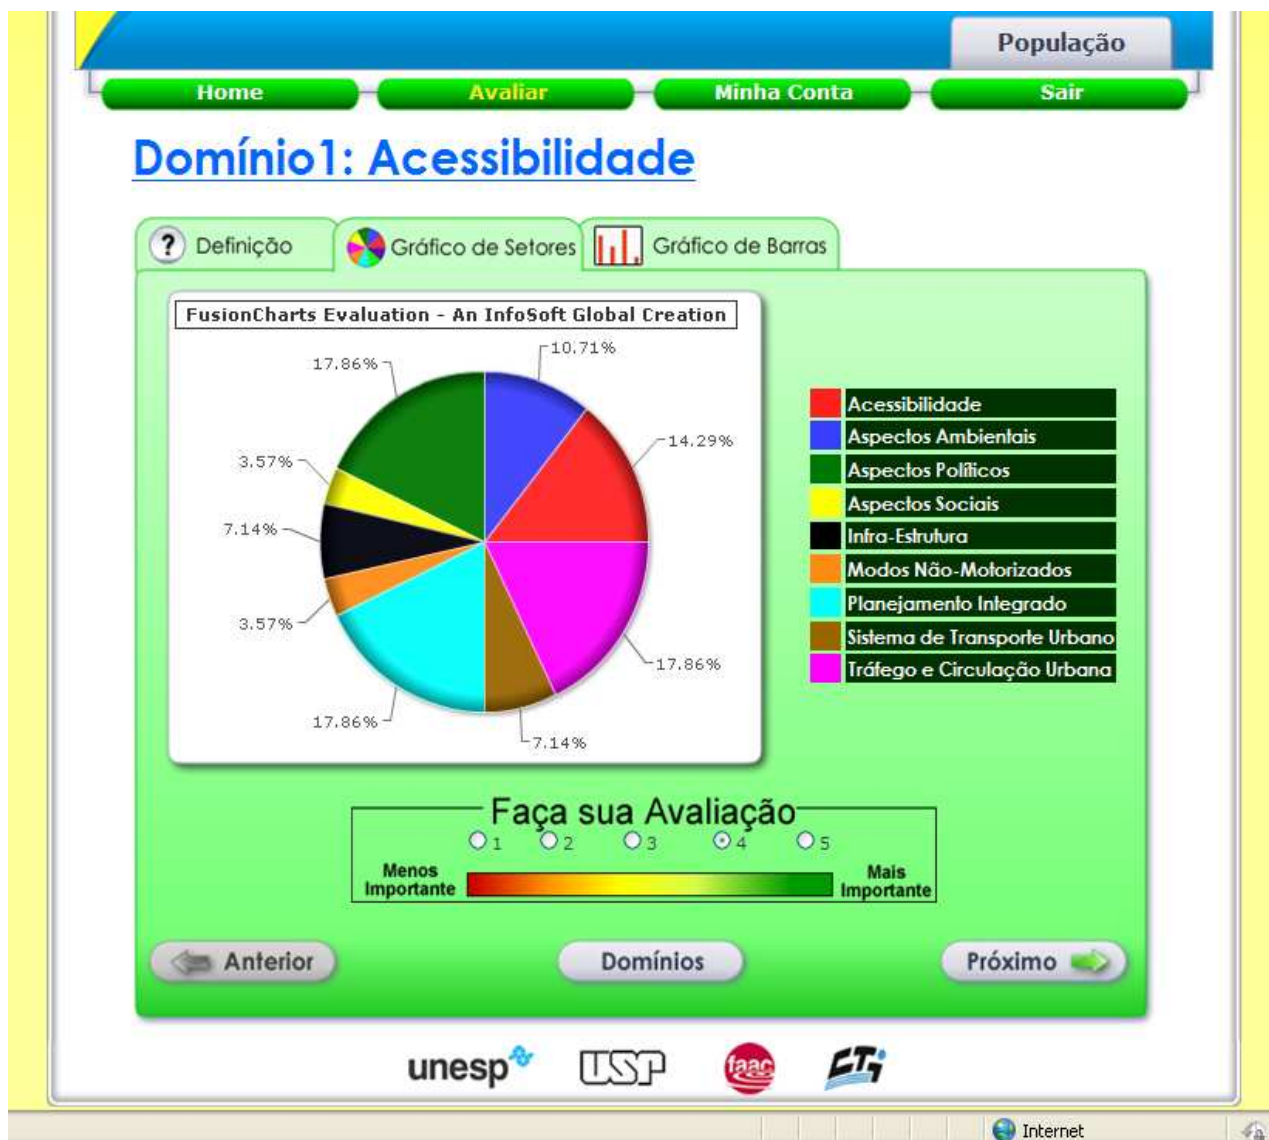 População
Home Avaliar Minha Conta Sair
Domínio1: Acessibilidade
? Definição Gráfico de Setores Gráfico de Barras
FusionCharts Evaluation - An InfoSoft Global Creation
10.71%
17.86%
14.29%
3.57%
7.14%
3.57%
17.86%
17.86%
7.14%
Acessibilidade
Aspectos Ambientais
Aspectos Políticos
Aspectos Sociais
Infra-Estrutura
Modos Não-Motorizados
Planejamento Integrado
Sistema de Transporte Urbano
Tráfego e Circulação Urbana
Faça sua Avaliação
1 2 3 4 5
Menos Importante
Mais Importante
Anterior Domínios Próximo
unesp USP faac CTi
Internet